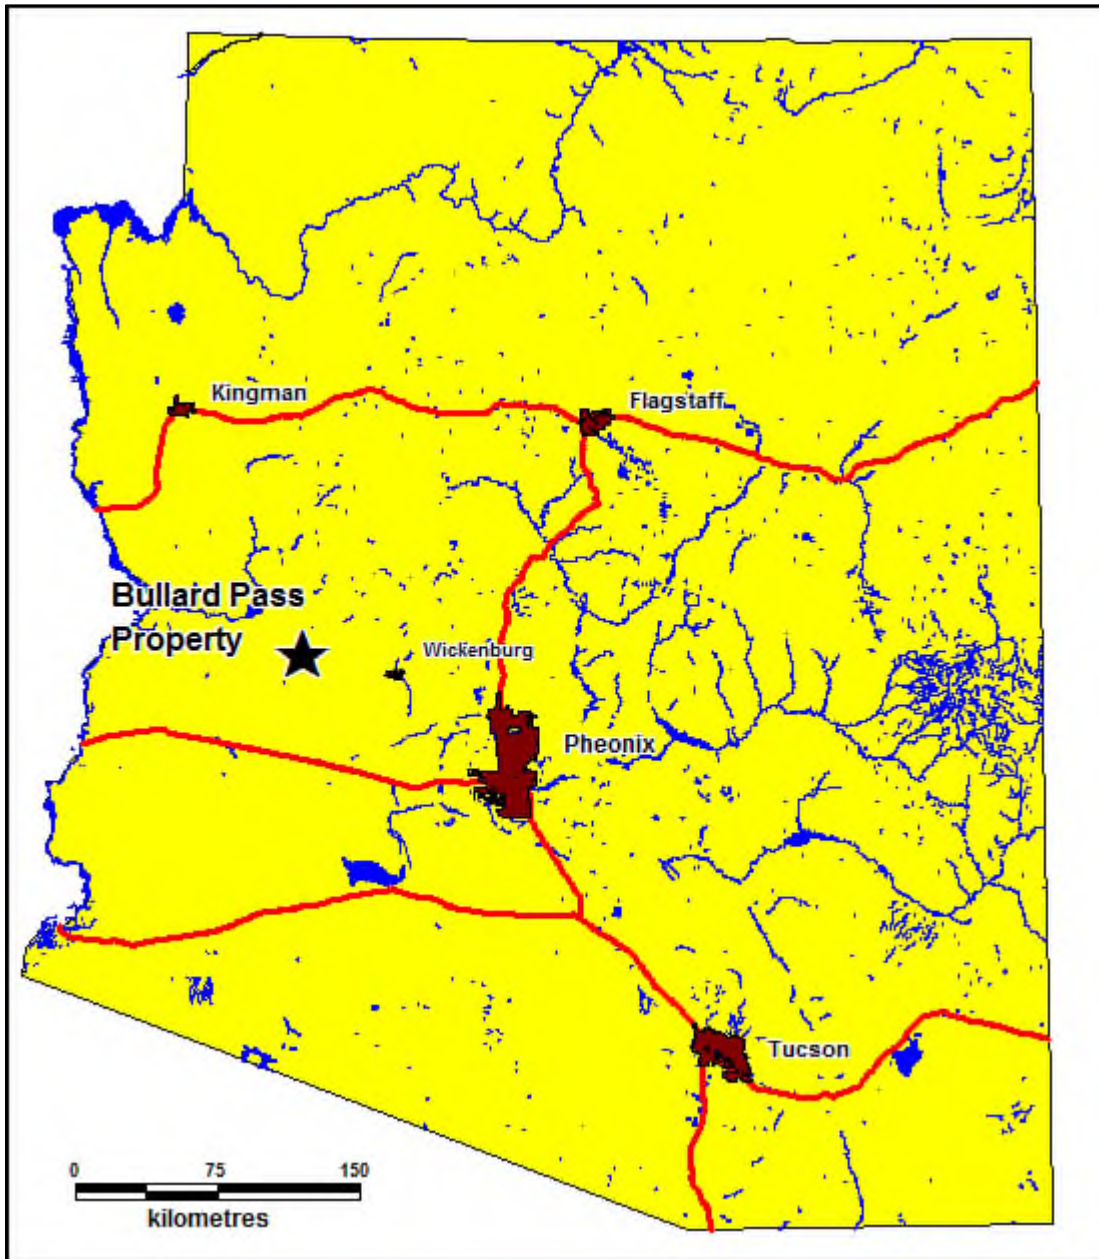 Kingman
Flagstaff
Bullard Pass
Property
Wickenburg
Pheonix
Tucson
0 75 150
kilometres